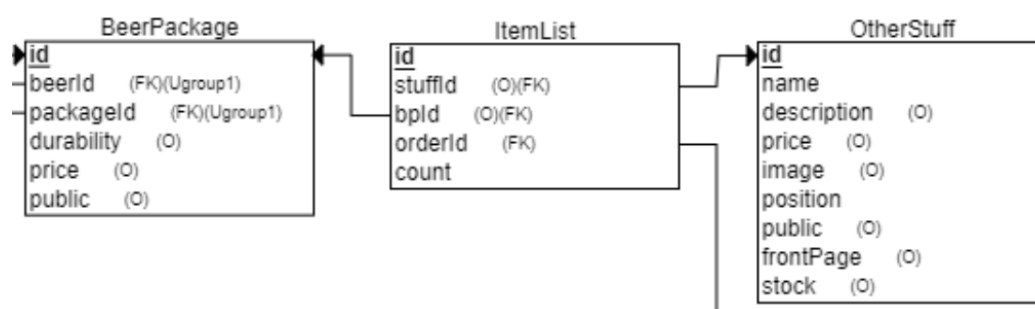 BeerPackage
id
beerId (FK)(Ugroup1)
packageId (FK)(Ugroup1)
durability (O)
price (O)
public (O)
ItemList
id
stuffId (O)(FK)
bpId (O)(FK)
orderId (FK)
count
OtherStuff
id
name
description (O)
price (O)
image (O)
position
public (O)
frontPage (O)
stock (O)